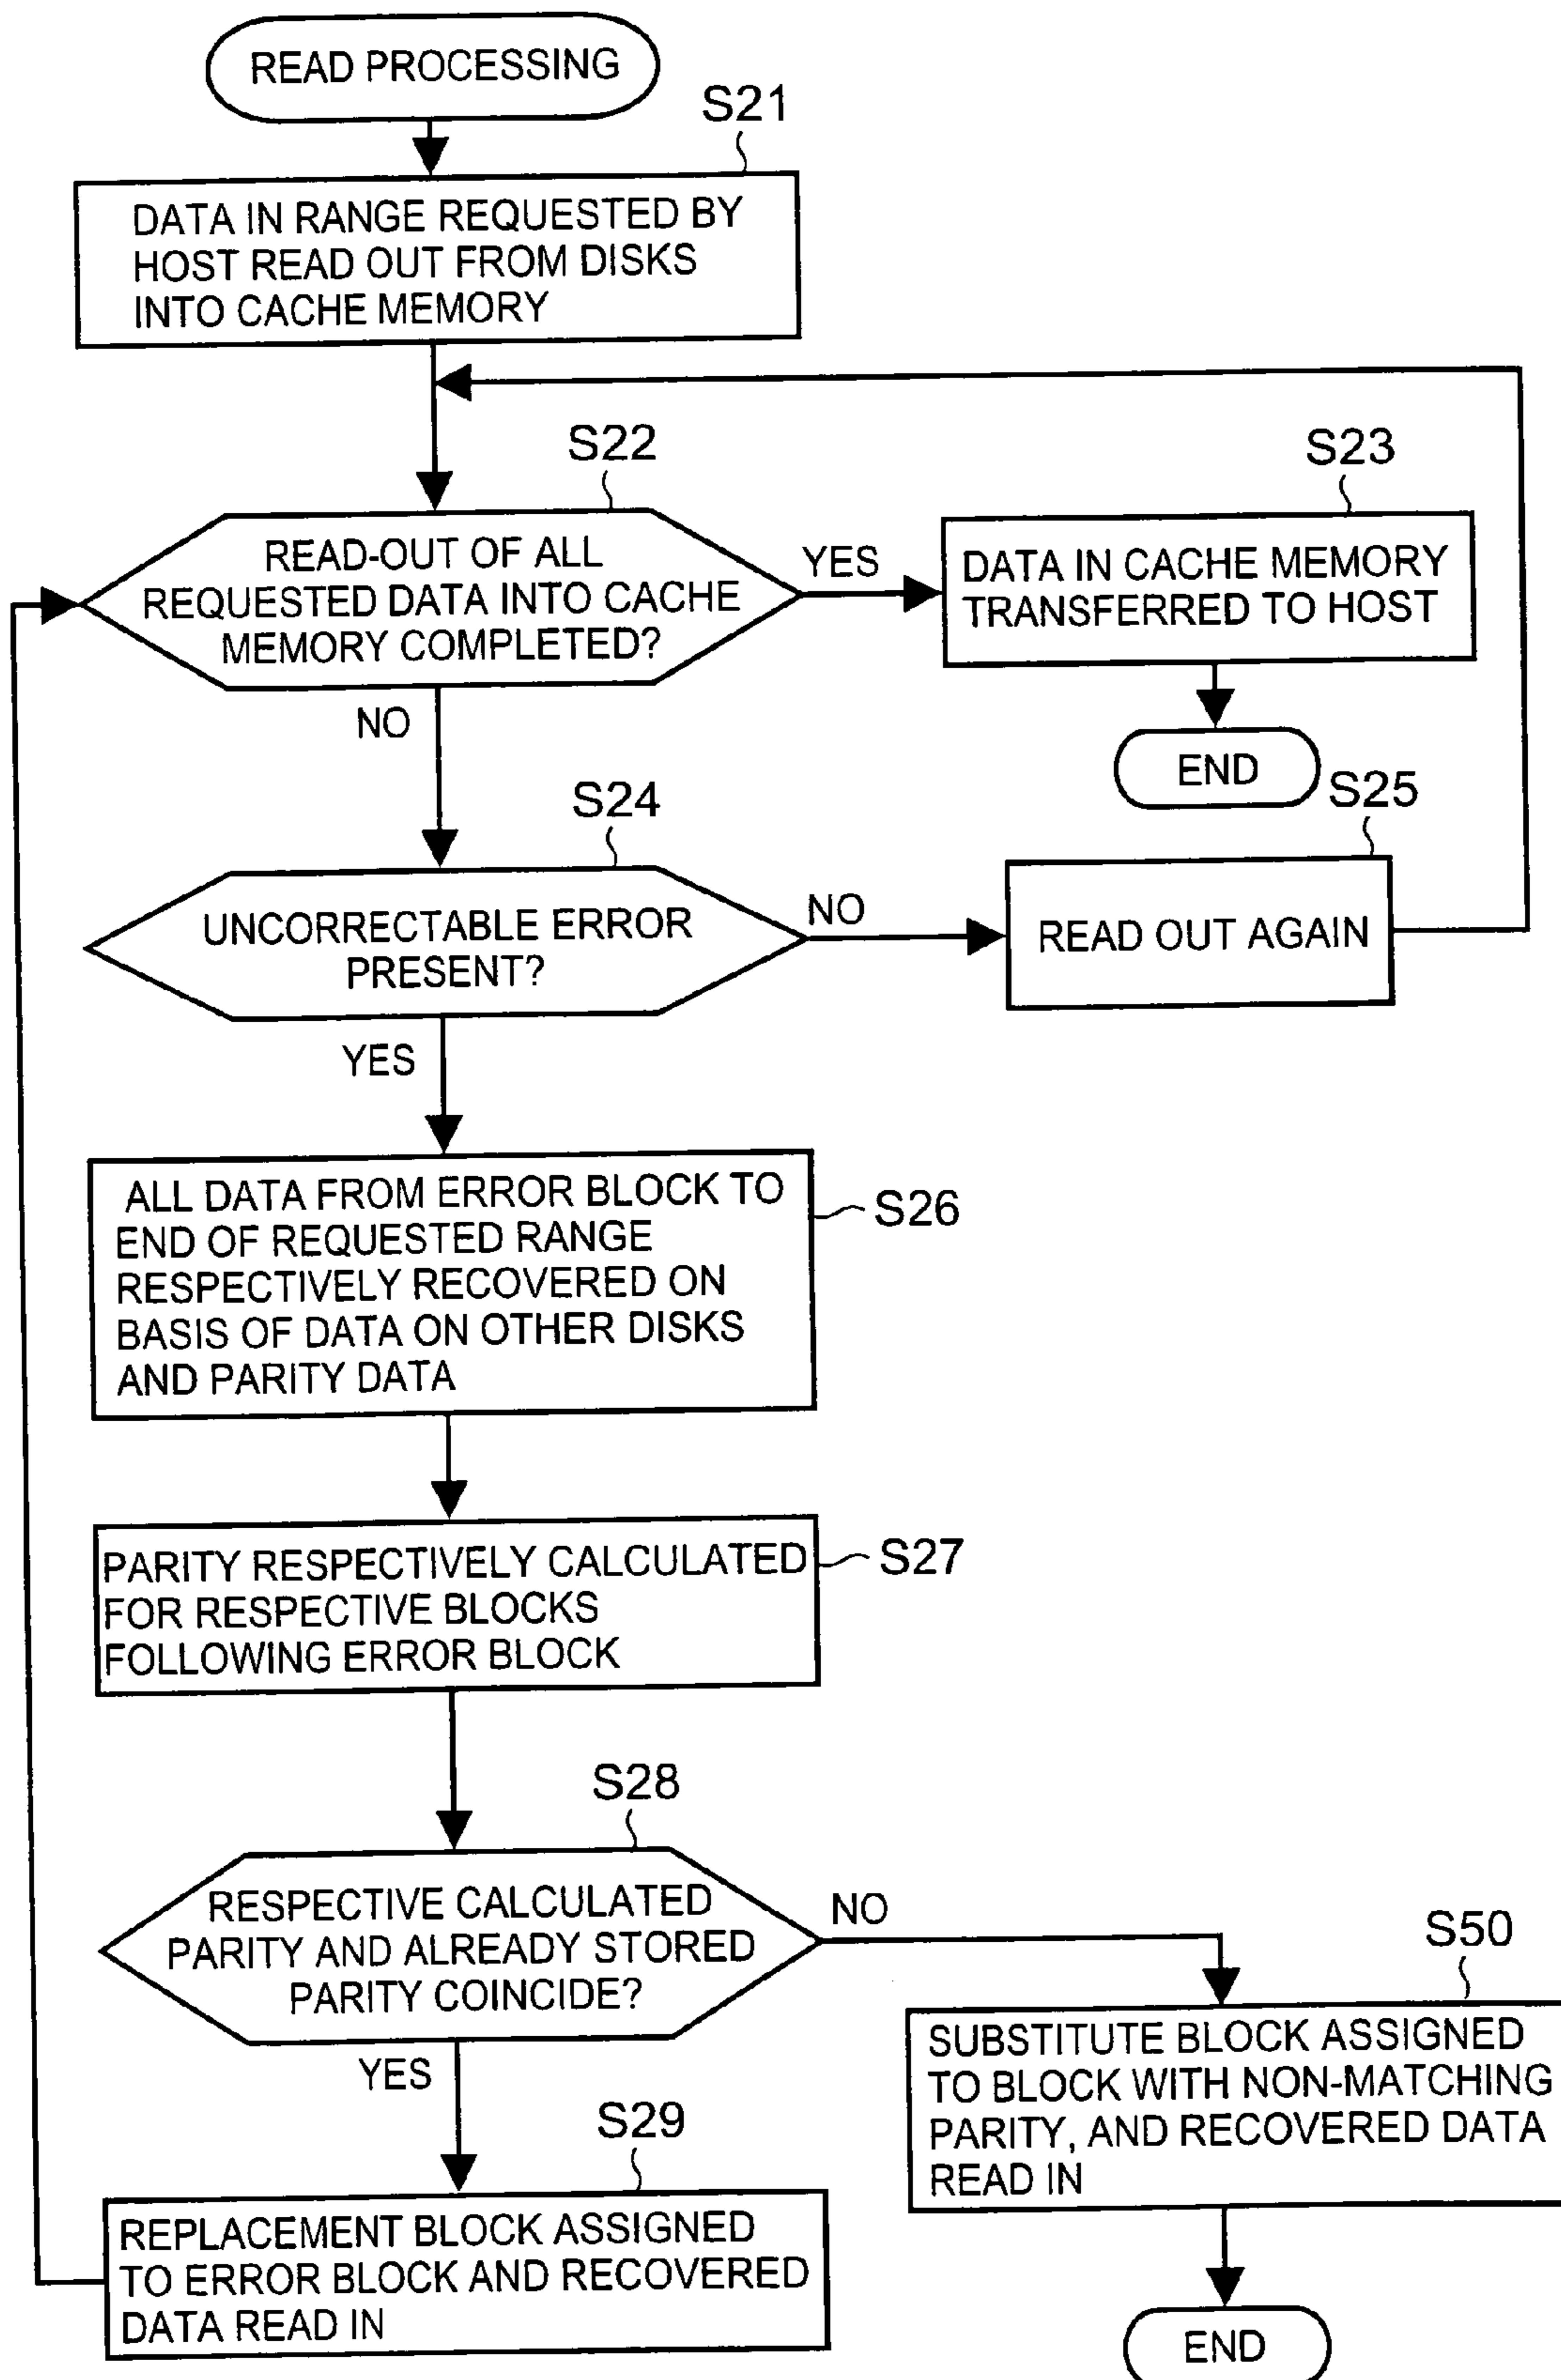 READ PROCESSING
S21
DATA IN RANGE REQUESTED BY
HOST READ OUT FROM DISKS
INTO CACHE MEMORY
S22
READ-OUT OF ALL
REQUESTED DATA INTO CACHE
MEMORY COMPLETED?
YES
S23
DATA IN CACHE MEMORY
TRANSFERRED TO HOST
END
NO
S24
UNCORRECTABLE ERROR
PRESENT?
NO
S25
READ OUT AGAIN
YES
ALL DATA FROM ERROR BLOCK TO
END OF REQUESTED RANGE
RESPECTIVELY RECOVERED ON
BASIS OF DATA ON OTHER DISKS
AND PARITY DATA
S26
PARITY RESPECTIVELY CALCULATED
FOR RESPECTIVE BLOCKS
FOLLOWING ERROR BLOCK
S27
S28
RESPECTIVE CALCULATED
PARITY AND ALREADY STORED
PARITY COINCIDE?
NO
S50
SUBSTITUTE BLOCK ASSIGNED
TO BLOCK WITH NON-MATCHING
PARITY, AND RECOVERED DATA
READ IN
END
YES
S29
REPLACEMENT BLOCK ASSIGNED
TO ERROR BLOCK AND RECOVERED
DATA READ IN